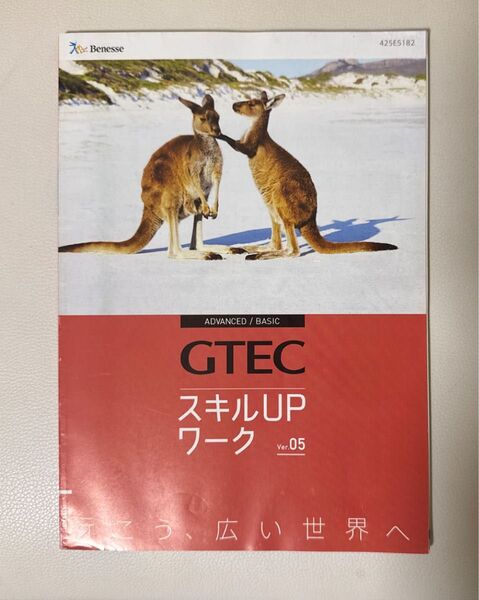 Benesse
425E5182
ADVANCED / BASIC
GTEC
スキルUP
ワーク Ver.05
行こう、広い世界へ